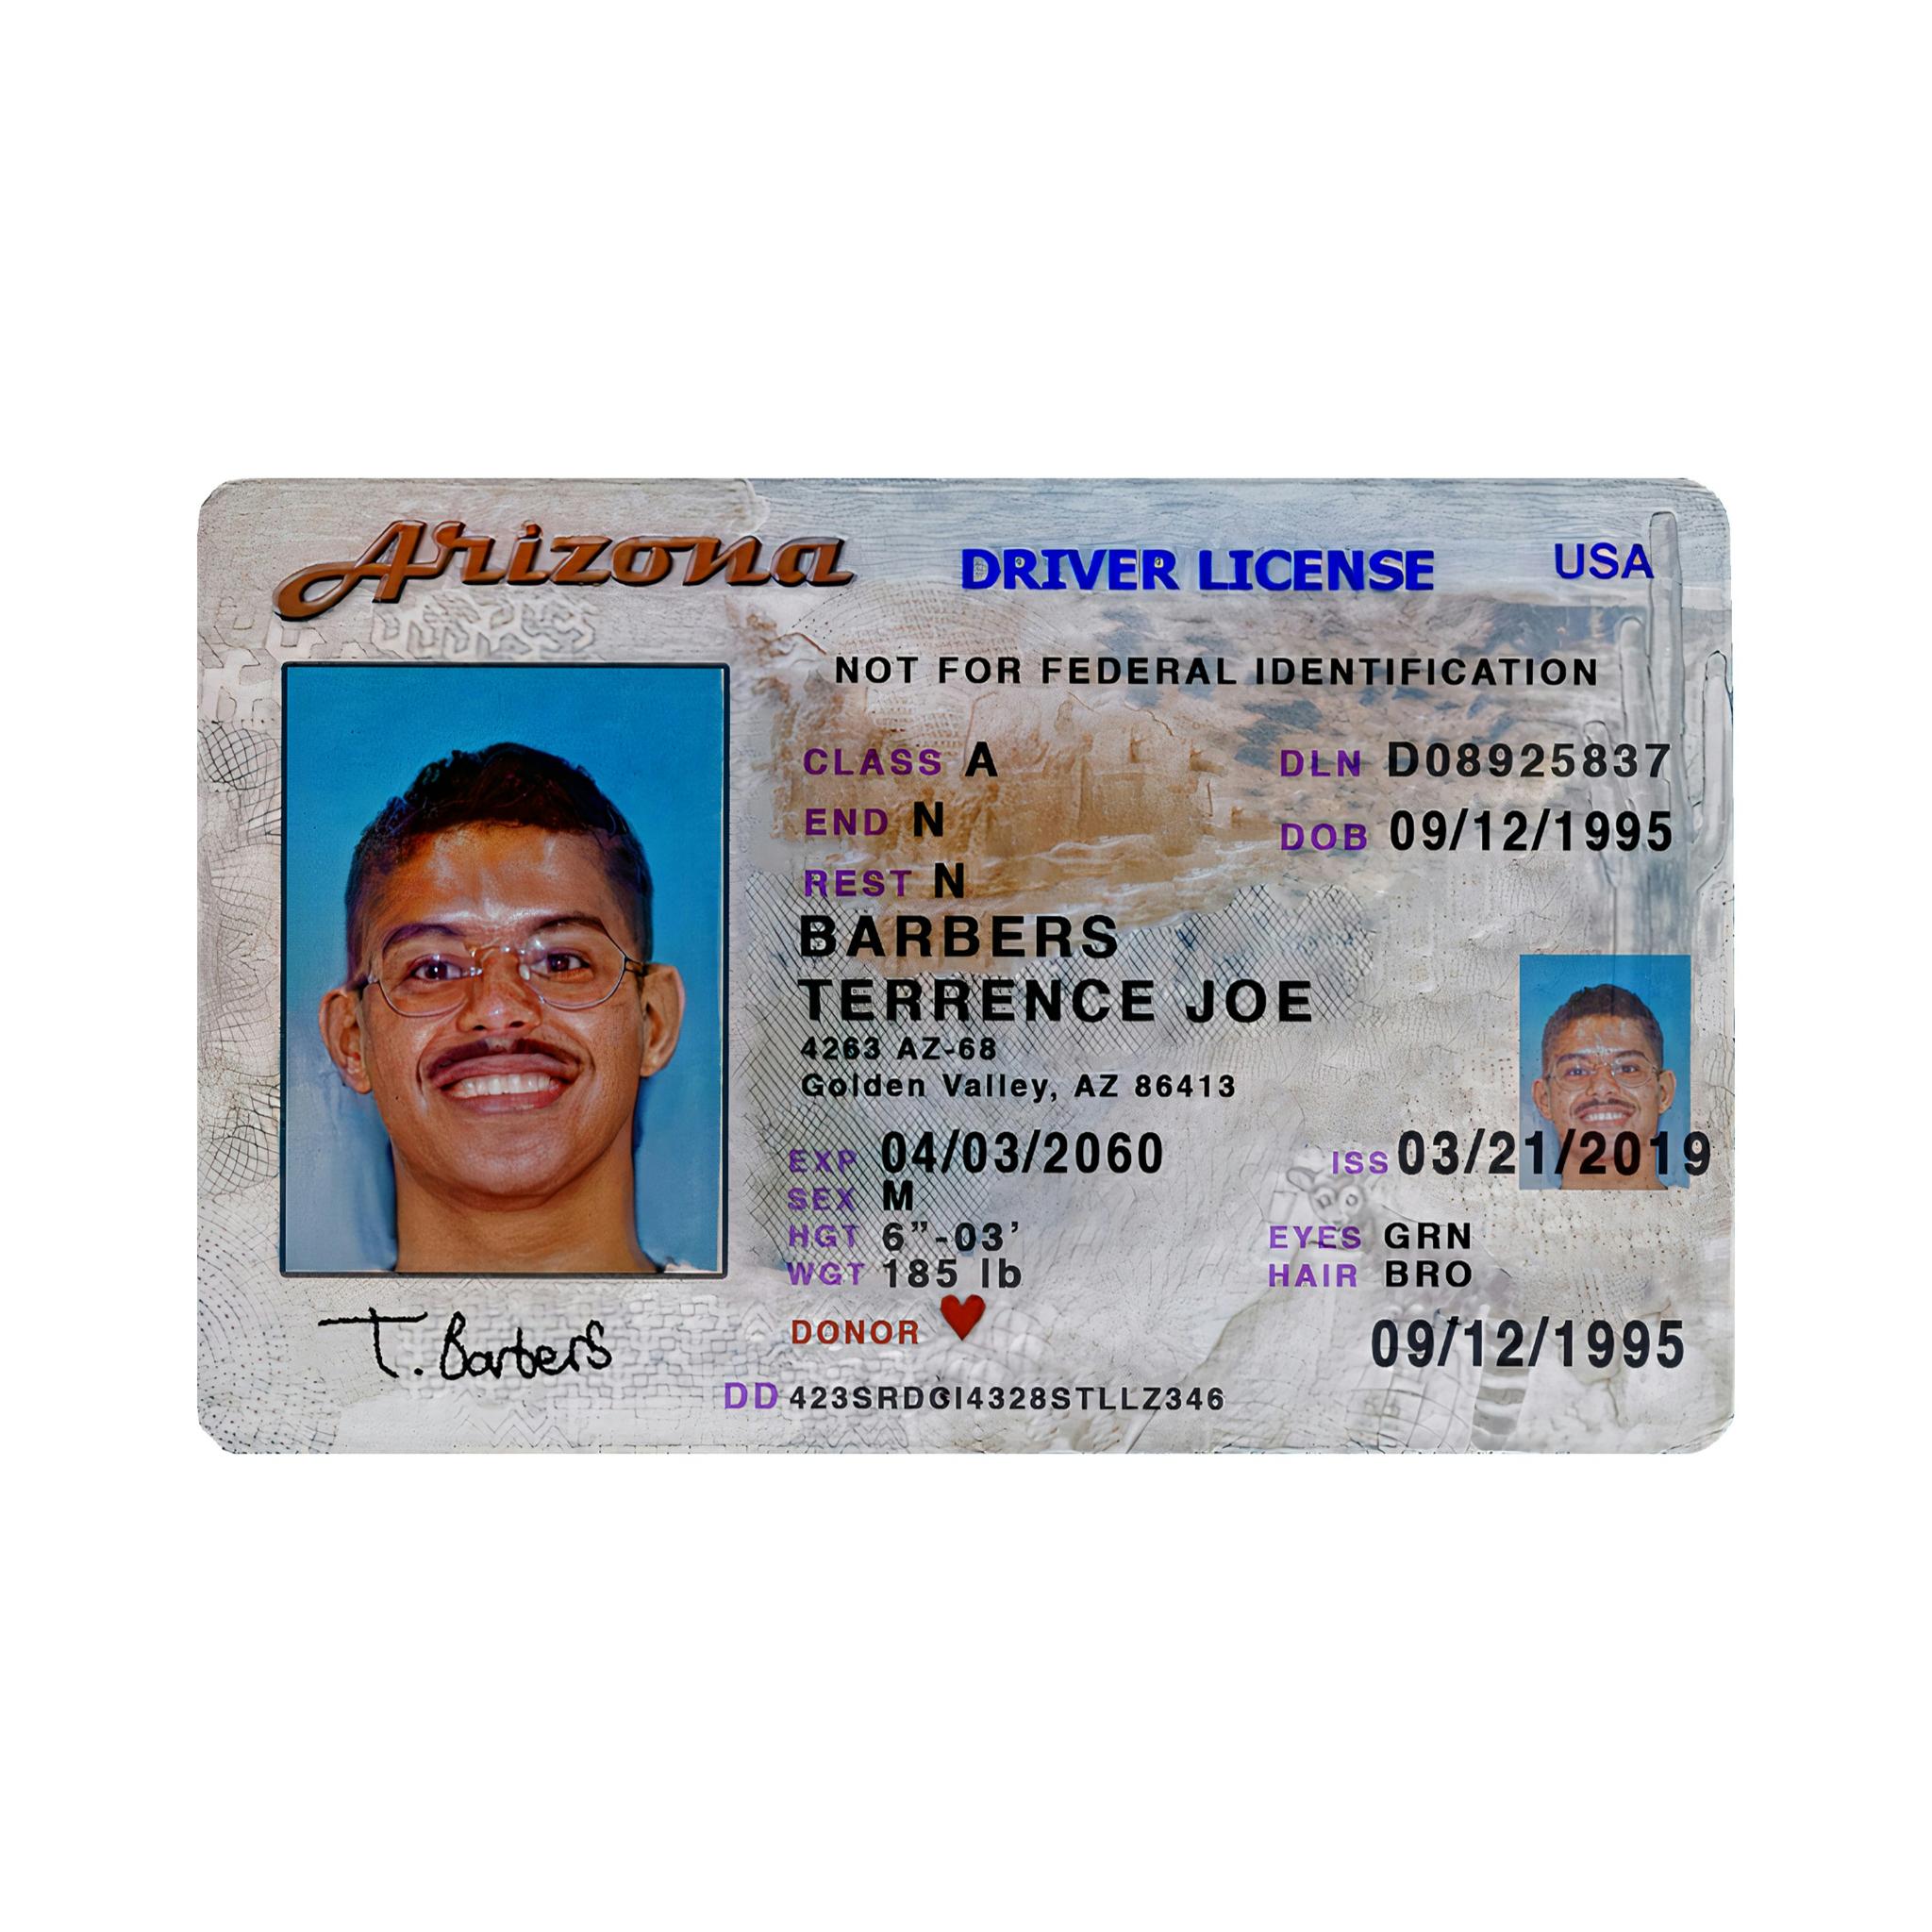 Arizona DRIVER LICENSE USA
NOT FOR FEDERAL IDENTIFICATION
CLASS A DLN D08925837
END N DOB 09/12/1995
REST N
BARBERS
TERRENCE JOE
4263 AZ-68
Golden Valley, AZ 86413
EXP 04/03/2060 ISS 03/21/2019
SEX M
HGT 6”-03’ EYES GRN
WGT 185 lb HAIR BRO
DONOR
09/12/1995
T. Barbers
DD 423SRDGI4328STLLZ346